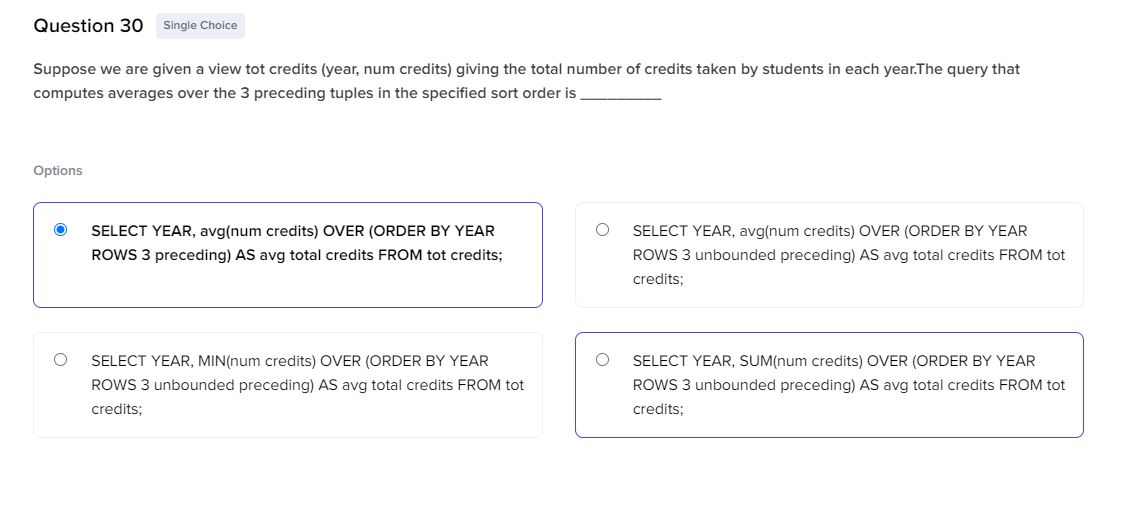 Question 30 Single Choice
Suppose we are given a view tot credits (year, num credits) giving the total number of credits taken by students in each year.The query that
computes averages over the 3 preceding tuples in the specified sort order is _________
Options
SELECT YEAR, avg(num credits) OVER (ORDER BY YEAR
ROWS 3 preceding) AS avg total credits FROM tot credits;
SELECT YEAR, avg(num credits) OVER (ORDER BY YEAR
ROWS 3 unbounded preceding) AS avg total credits FROM tot
credits;
SELECT YEAR, MIN(num credits) OVER (ORDER BY YEAR
ROWS 3 unbounded preceding) AS avg total credits FROM tot
credits;
SELECT YEAR, SUM(num credits) OVER (ORDER BY YEAR
ROWS 3 unbounded preceding) AS avg total credits FROM tot
credits;